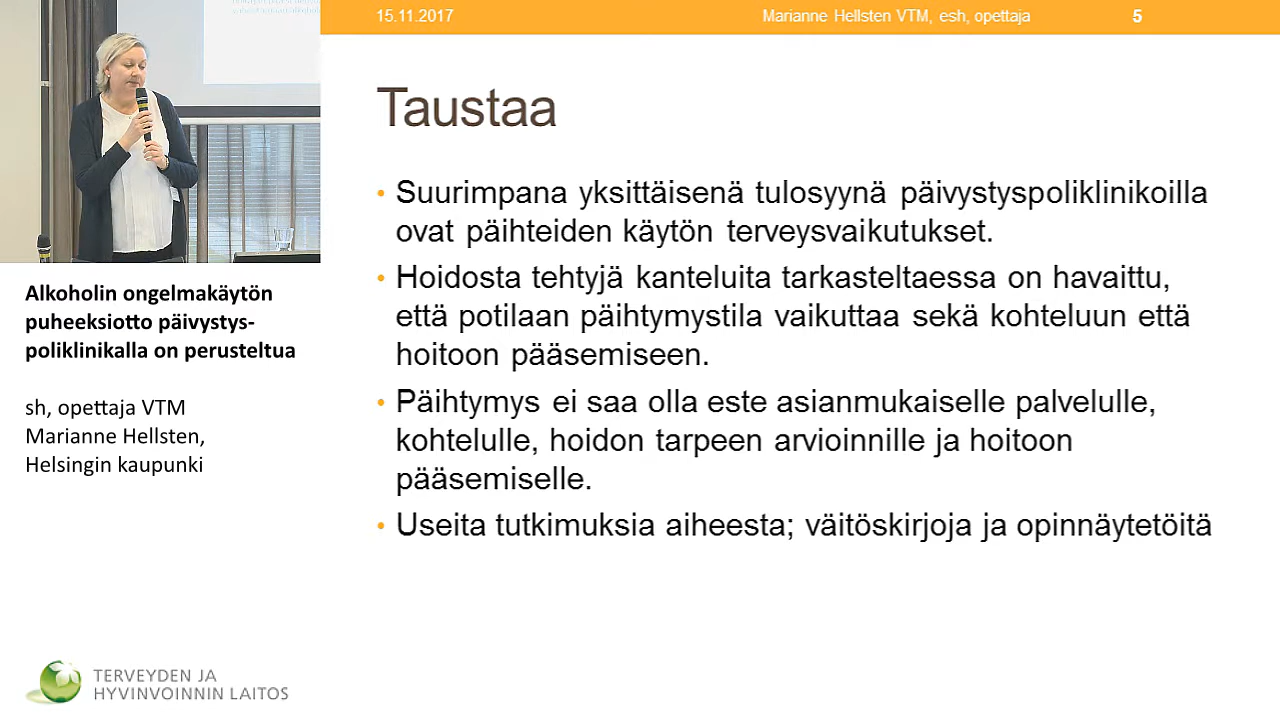 15.11.2017
Marianne Hellsten VTM, esh, opettaja
5
Taustaa
• Suurimpana yksittäisenä tulosyynä päivystyspoliklinikoilla
ovat päihteiden käytön terveysvaikutukset.
• Hoidosta tehtyjä kanteluita tarkasteltaessa on havaittu,
että potilaan päihtymystila vaikuttaa sekä kohteluun että
hoitoon pääsemiseen.
• Päihtymys ei saa olla este asianmukaiselle palvelulle,
kohtelulle, hoidon tarpeen arvioinnille ja hoitoon
pääsemiselle.
• Useita tutkimuksia aiheesta; väitöskirjoja ja opinnäytetöitä
Alkoholin ongelmakäytön
puheeksiotto päivystys-
poliklinikalla on perusteltua
sh, opettaja VTM
Marianne Hellsten,
Helsingin kaupunki
TERVEYDEN JA
HYVINVOINNIN LAITOS